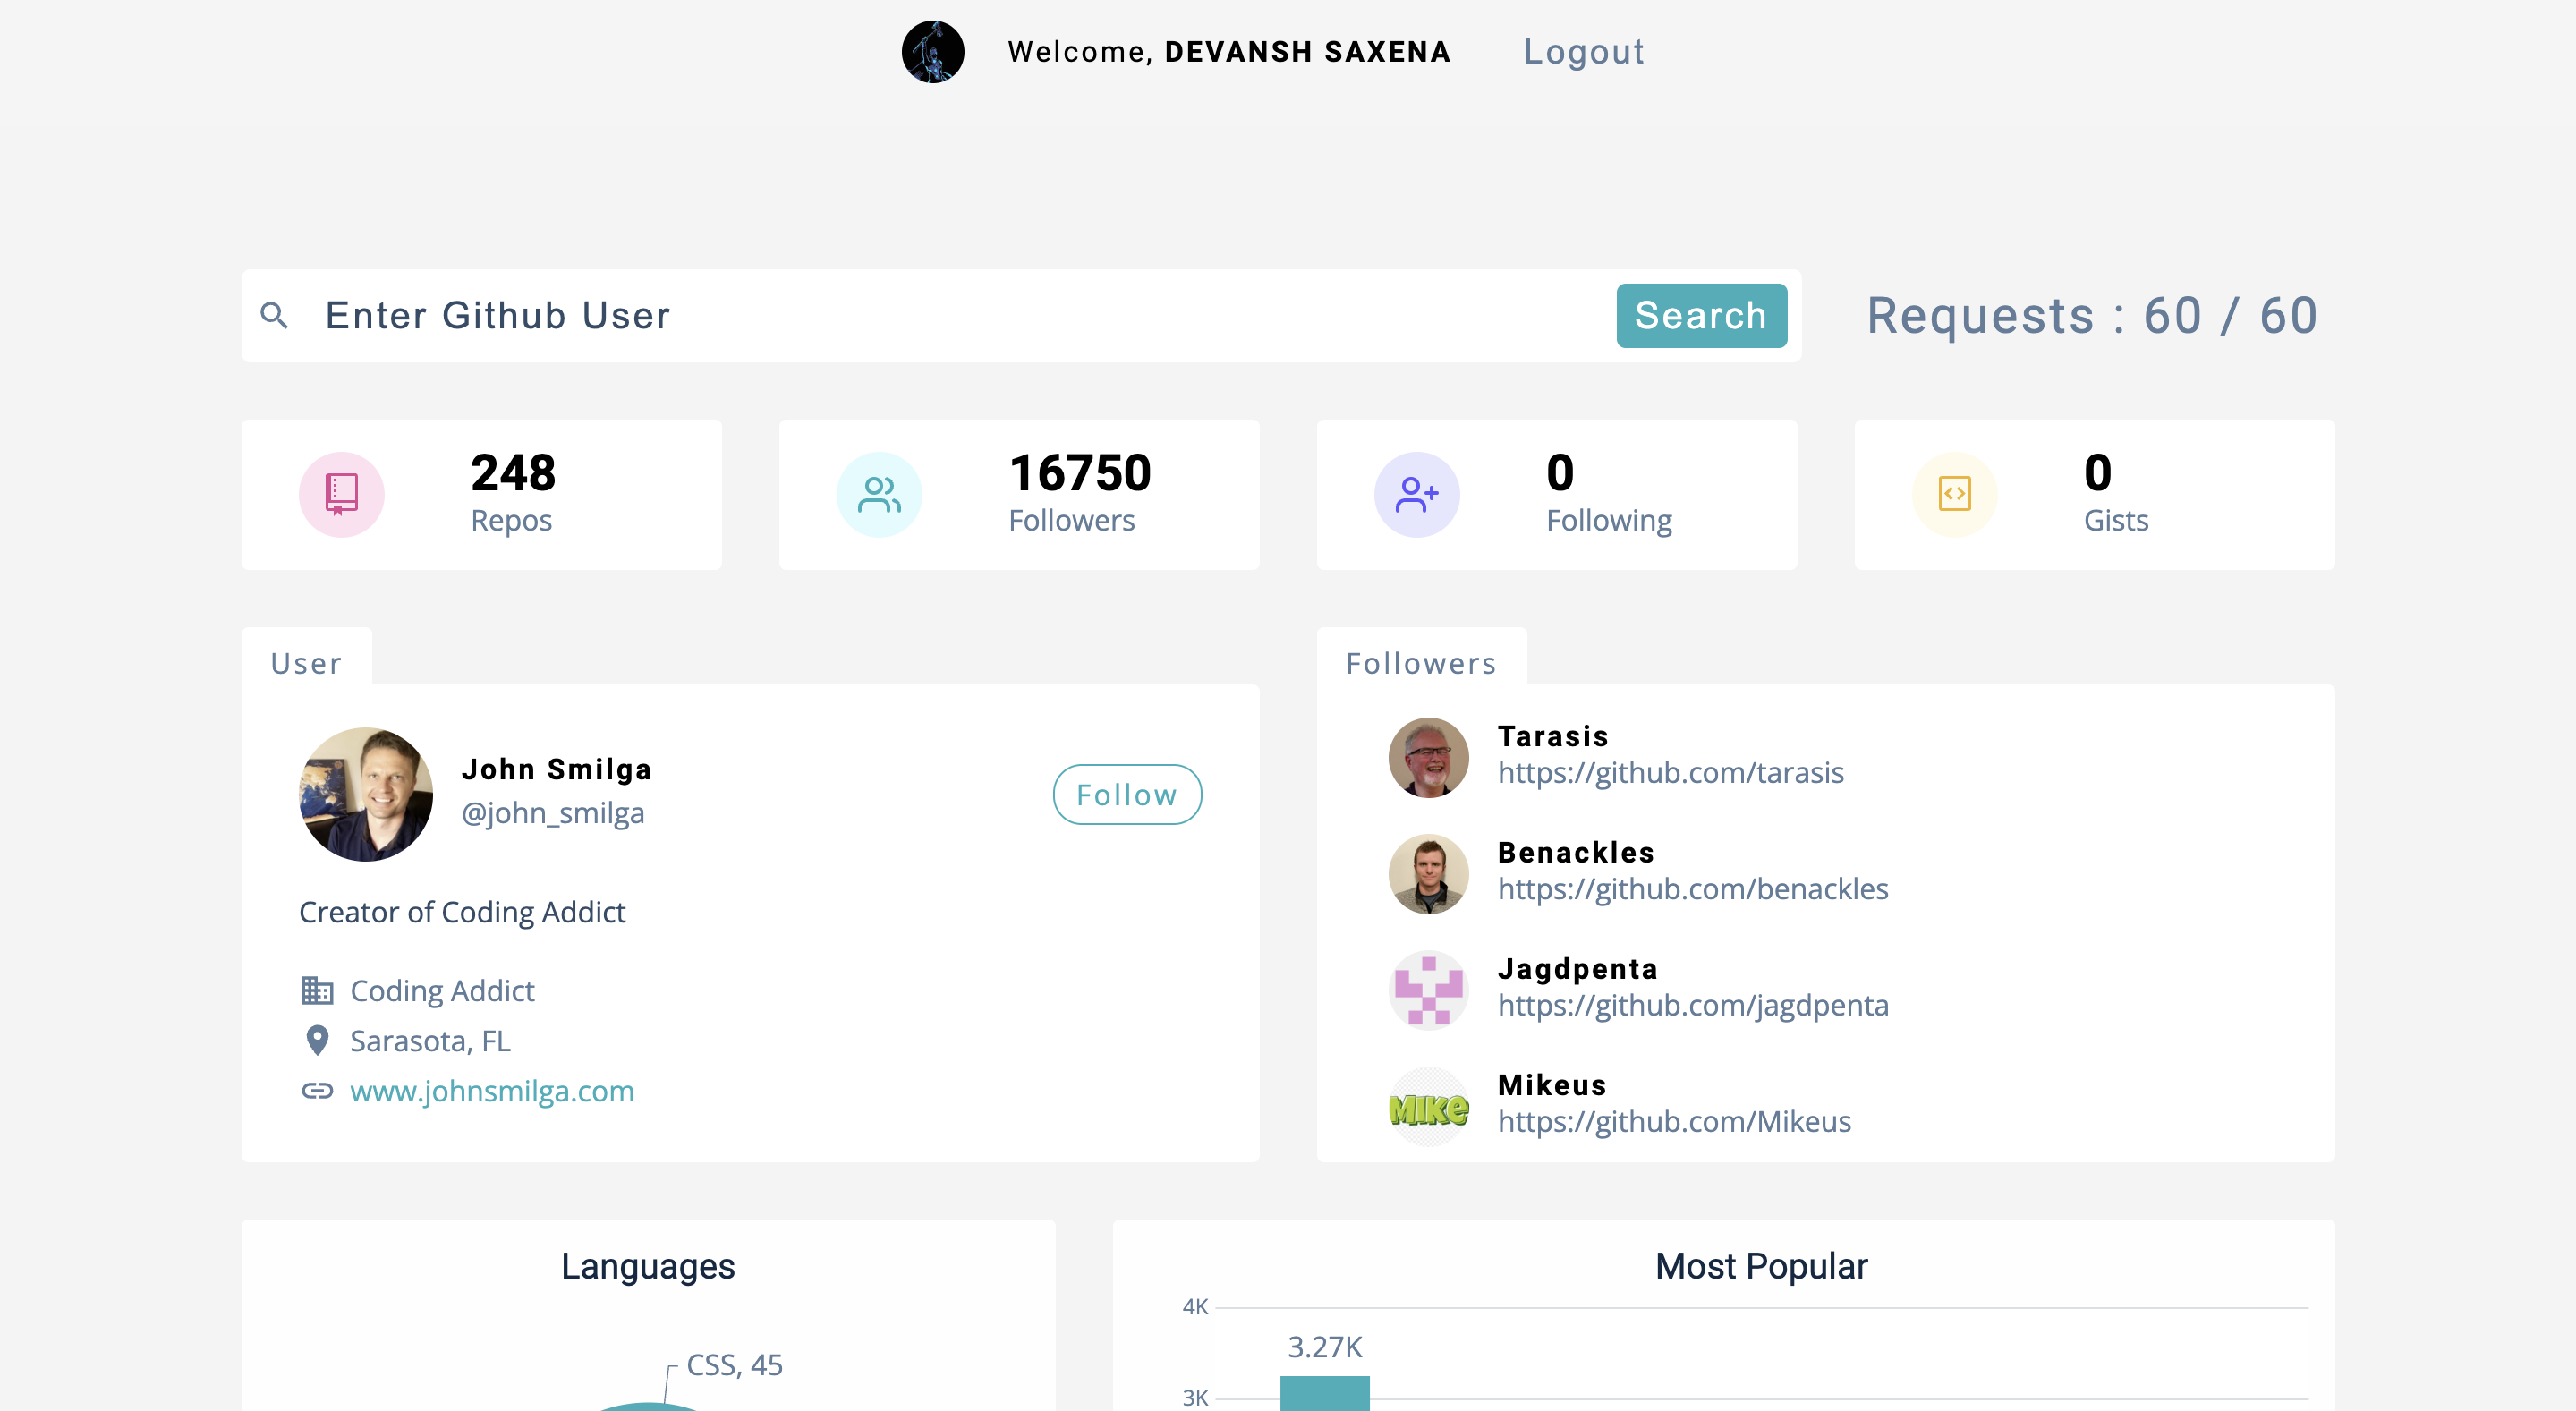 Welcome, DEVANSH SAXENA
Logout
Enter Github User
Search
Requests : 60 / 60
248
Repos
16750
Followers
0
Following
0
Gists
User
John Smilga
@john_smilga
Follow
Creator of Coding Addict
Coding Addict
Sarasota, FL
www.johnsmilga.com
Followers
Tarasis
https://github.com/tarasis
Benackles
https://github.com/benackles
Jagdpenta
https://github.com/jagdpenta
MIKE
Mikeus
https://github.com/Mikeus
Languages
CSS, 45
Most Popular
4K
3.27K
3K